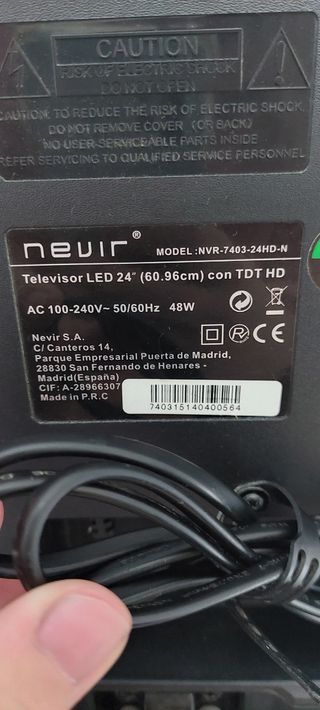 CAUTION
RISK OF ELECTRIC SHOCK
DO NOT OPEN
CAUTION: TO REDUCE THE RISK OF ELECTRIC SHOCK,
DO NOT REMOVE COVER (OR BACK)
NO USER-SERVICEABLE PARTS INSIDE
REFER SERVICING TO QUALIFIED SERVICE PERSONNEL
nevir® MODEL:NVR-7403-24HD-N
Televisor LED 24" (60.96cm) con TDT HD
AC 100-240V~ 50/60Hz 48W
Nevir S.A.
C/ Canteros 14,
Parque Empresarial Puerta de Madrid,
28830 San Fernando de Henares -
Madrid(España)
CIF: A-28966307
Made in P.R.C
740315140400564